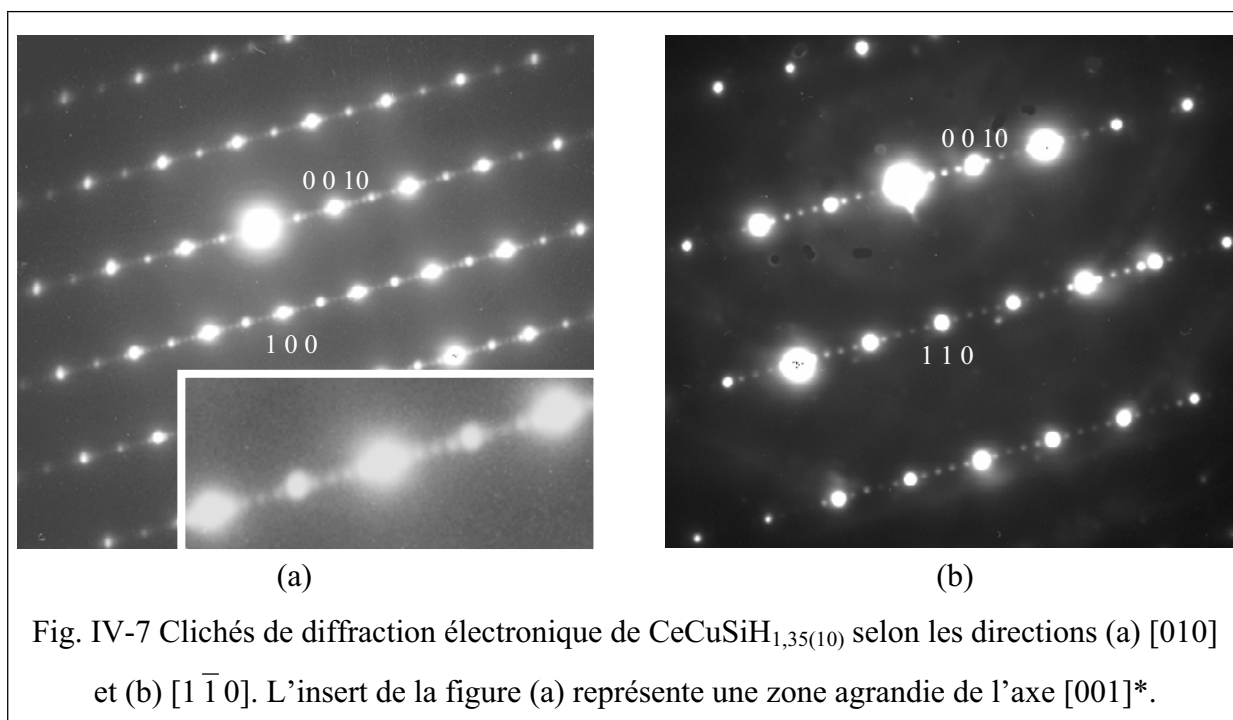 0 0 10
1 0 0
(a)
0 0 10
1 1 0
(b)
Fig. IV-7 Clichés de diffraction électronique de CeCuSiH1,35(10) selon les directions (a) [010]
et (b) [1 1̅ 0]. L’insert de la figure (a) représente une zone agrandie de l’axe [001]*.